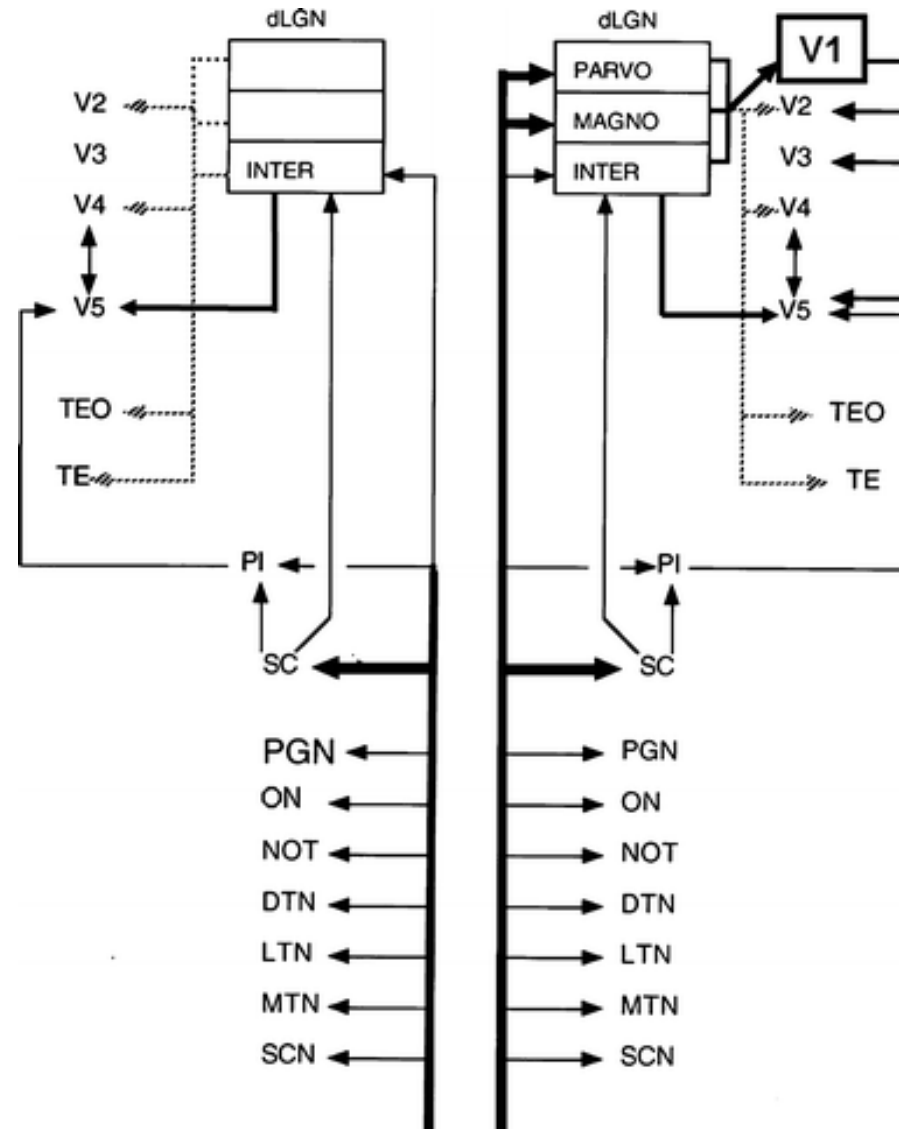 dLGN
V2
V3
V4
V5
TEO
TE
INTER
PI
SC
PGN
ON
NOT
DTN
LTN
MTN
SCN
dLGN
PARVO
MAGNO
INTER
V1
V2
V3
V4
V5
TEO
TE
PI
SC
PGN
ON
NOT
DTN
LTN
MTN
SCN